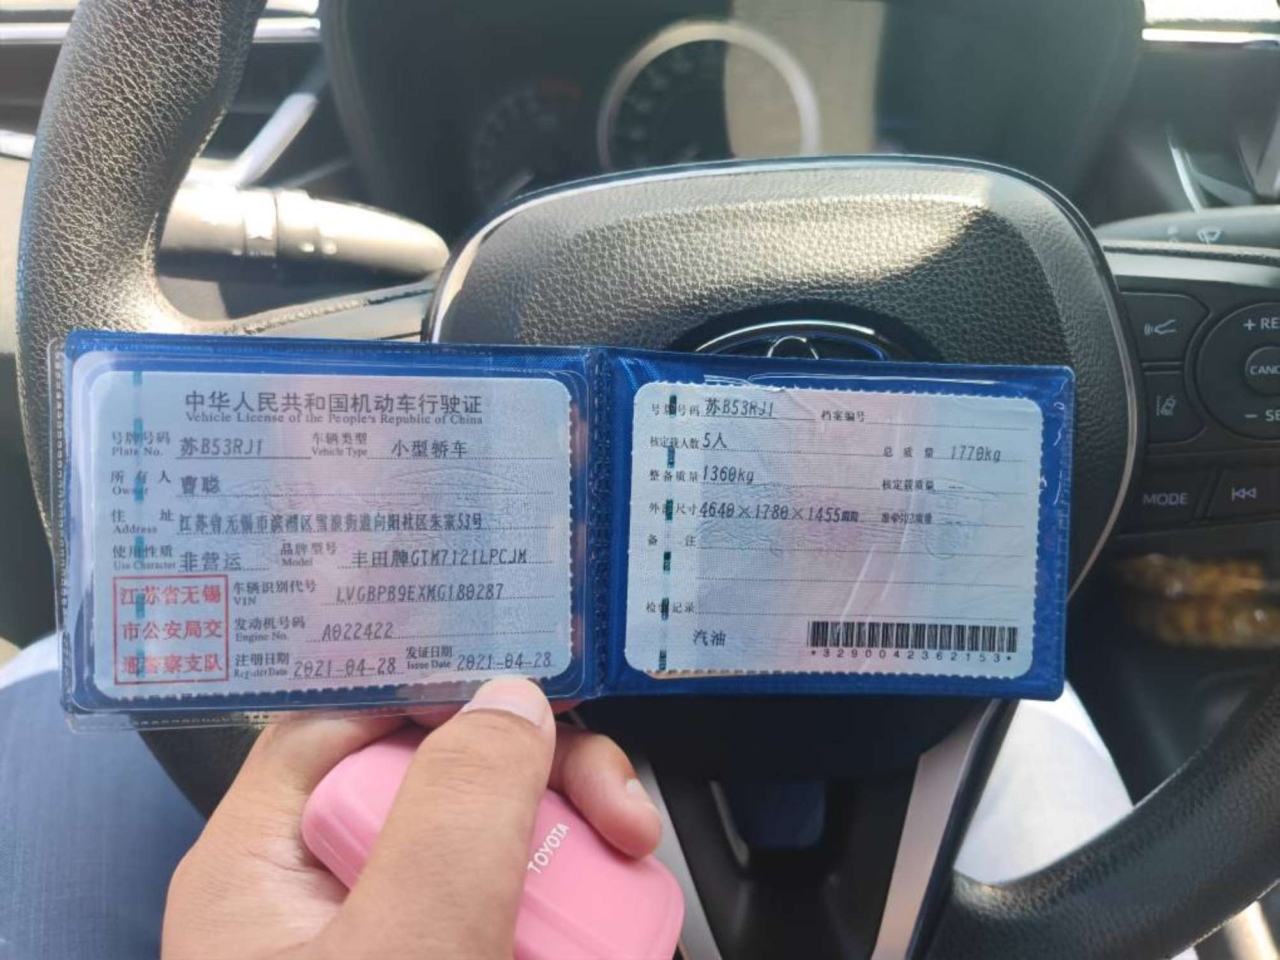 中华人民共和国机动车行驶证
Vehicle License of the People's Republic of China
号牌号码 苏B53RJ1 车辆类型 小型轿车
Plate No. Vehicle Type
所有人 曹聪
Owner
住址 江苏省无锡市滨湖区雪浪街道向阳社区朱家53号
Address
使用性质 非营运 品牌型号 丰田牌GTM7121LPCJM
Use Character Model
江苏省无锡
市公安局交
通警察支队
车辆识别代号 LVGBPB9EXMG180287
VIN
发动机号码 A022422
Engine No.
注册日期 2021-04-28 发证日期 2021-04-28
Register Date Issue Date
号牌号码 苏B53RJ1 档案编号
核定载人数 5人 总质量 1770kg
整备质量 1360kg 核定载质量 --
外廓尺寸 4640×1780×1455mm 准牵引总质量 --
备注
检验记录
汽油
*3290042362153*
TOYOTA
+ RE
CANC
- SE
MODE